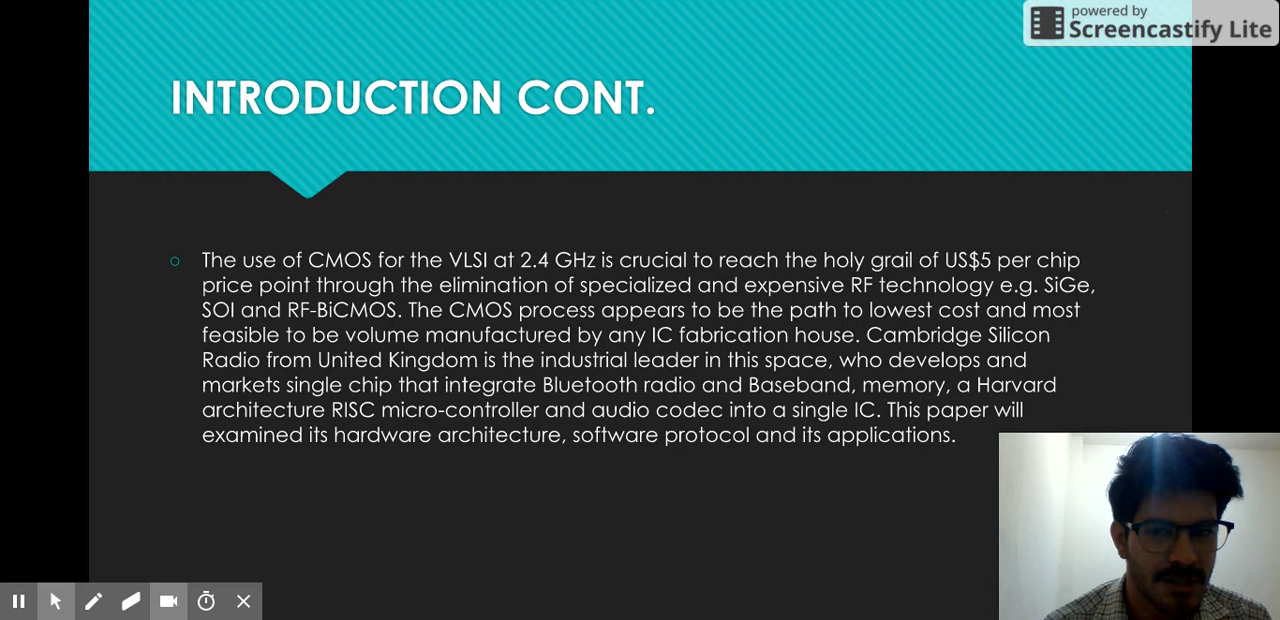 powered by
Screencastify Lite
INTRODUCTION CONT.
The use of CMOS for the VLSI at 2.4 GHz is crucial to reach the holy grail of US$5 per chip
price point through the elimination of specialized and expensive RF technology e.g. SiGe,
SOI and RF-BiCMOS. The CMOS process appears to be the path to lowest cost and most
feasible to be volume manufactured by any IC fabrication house. Cambridge Silicon
Radio from United Kingdom is the industrial leader in this space, who develops and
markets single chip that integrate Bluetooth radio and Baseband, memory, a Harvard
architecture RISC micro-controller and audio codec into a single IC. This paper will
examined its hardware architecture, software protocol and its applications.